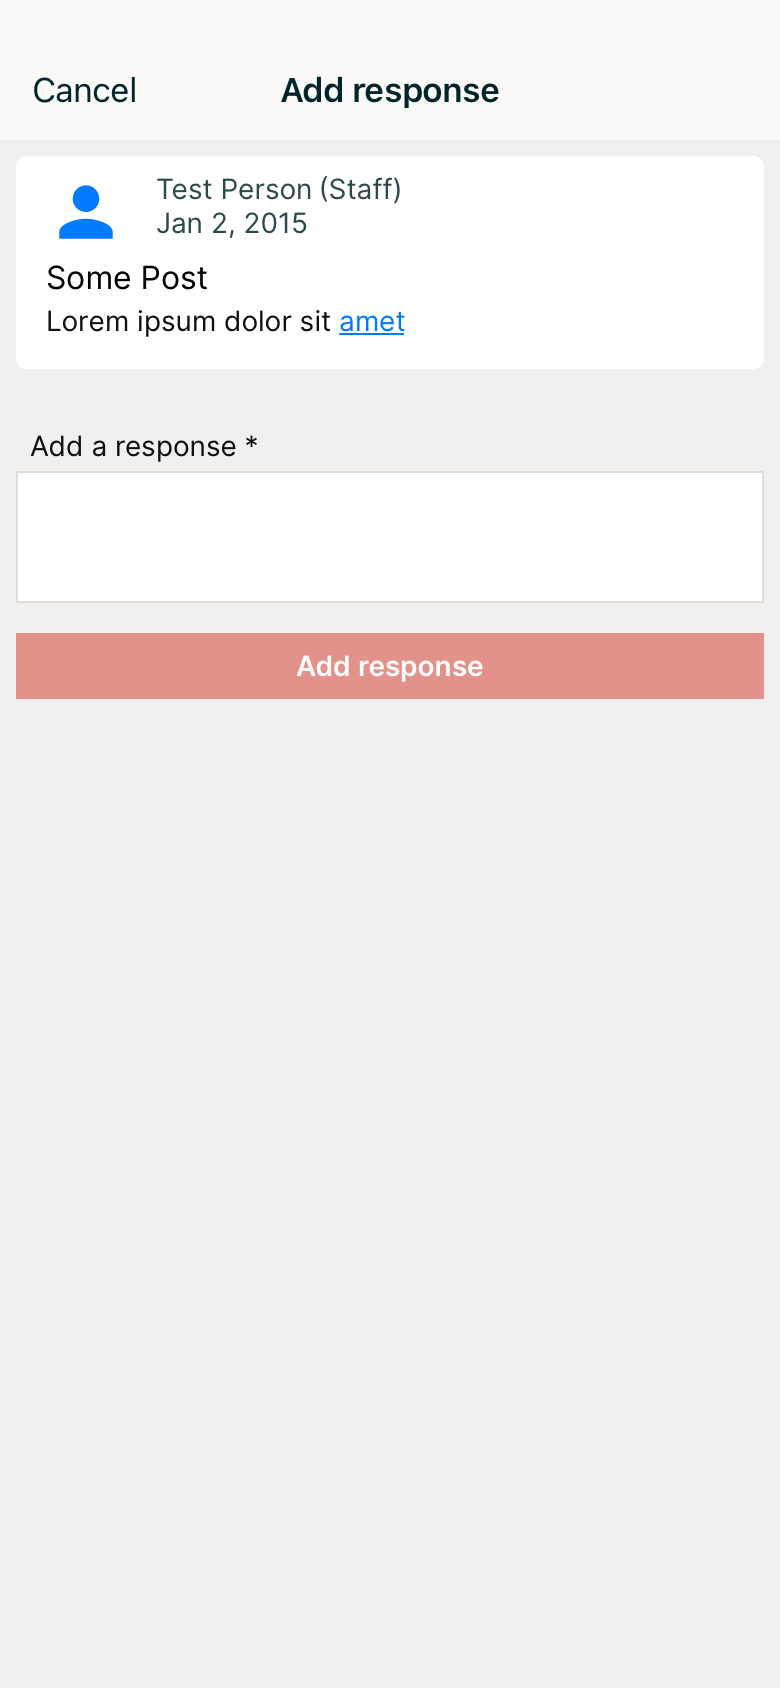 Cancel
Add response
Test Person (Staff)
Jan 2, 2015
Some Post
Lorem ipsum dolor sit amet
Add a response *
Add response